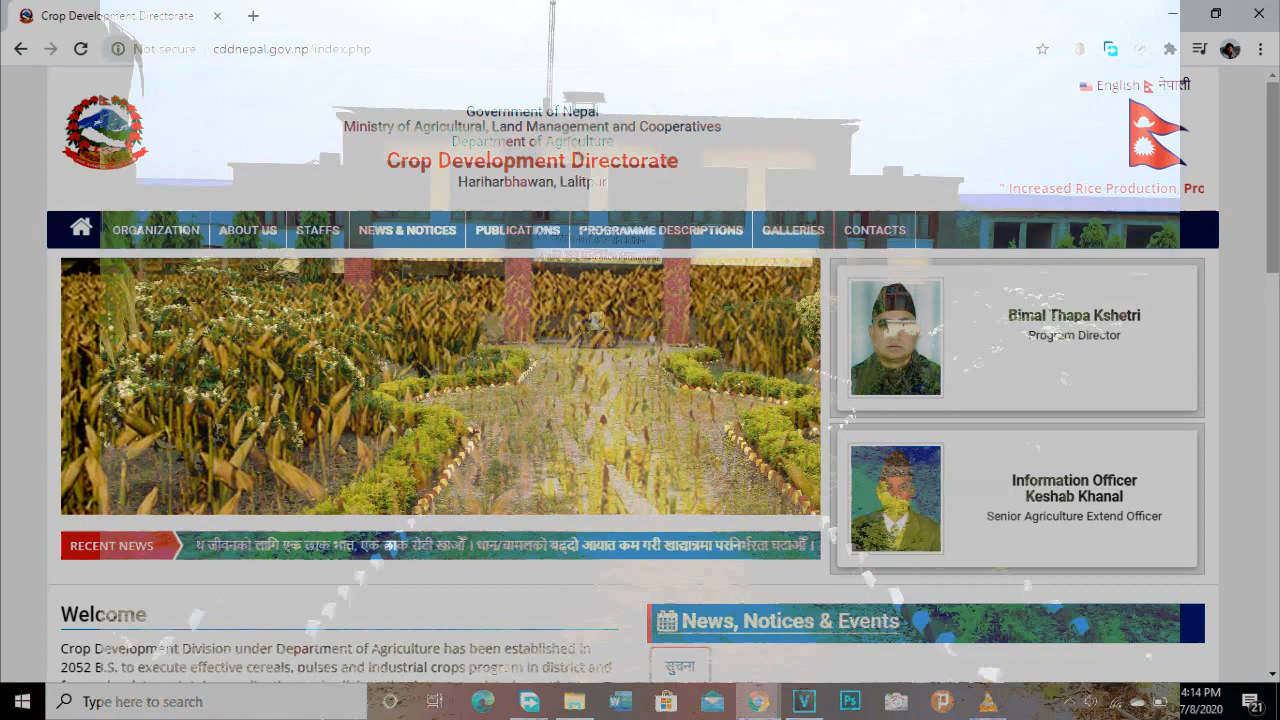 Crop Development Directorate
Not secure
cddnepal.gov.np/index.php
English नेपाली
Government of Nepal
Ministry of Agricultural, Land Management and Cooperatives
Department of Agriculture
Crop Development Directorate
Hariharbhawan, Lalitpur
" Increased Rice Production, Pro
ORGANIZATION ABOUT US STAFFS NEWS & NOTICES PUBLICATIONS PROGRAMME DESCRIPTIONS GALLERIES CONTACTS
Bimal Thapa Kshetri
Program Director
Information Officer
Keshab Khanal
Senior Agriculture Extend Officer
RECENT NEWS
जीवनको लागि एक छाक भात, एक छाक रोटी खाऔँ । धान/चामलको बढ्दो आयात कम गरी खाद्यान्नमा परनिर्भरता घटाऔँ ।
Welcome
News, Notices & Events
Crop Development Division under Department of Agriculture has been established in
2052 B.S. to execute effective cereals, pulses and industrial crops program in district and
सुचना
Type here to search
4:14 PM
7/8/2020
21